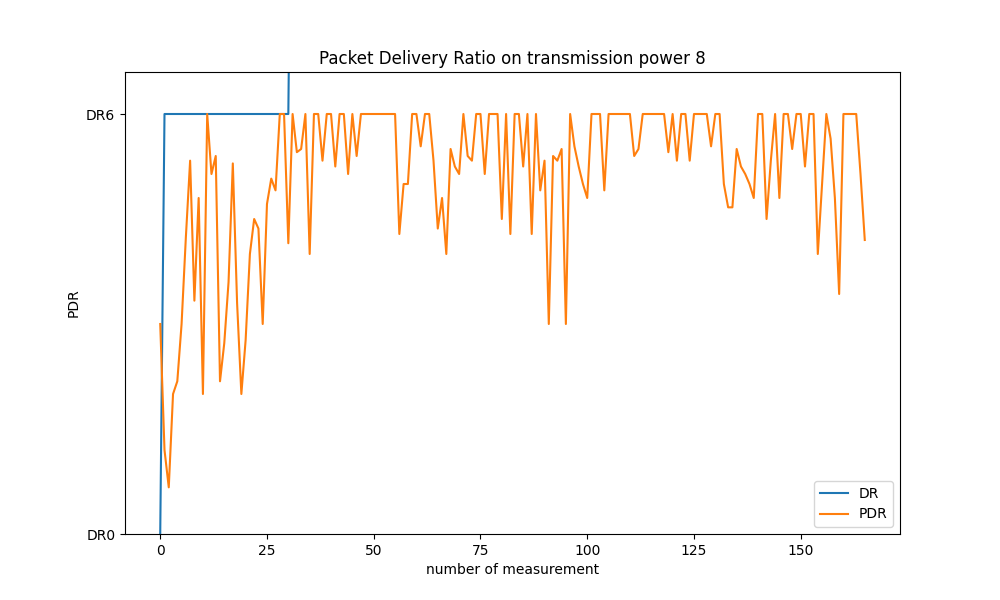 Packet Delivery Ratio on transmission power 8
DR6
PDR
DR0
0 25 50 75 100 125 150
number of measurement
DR
PDR